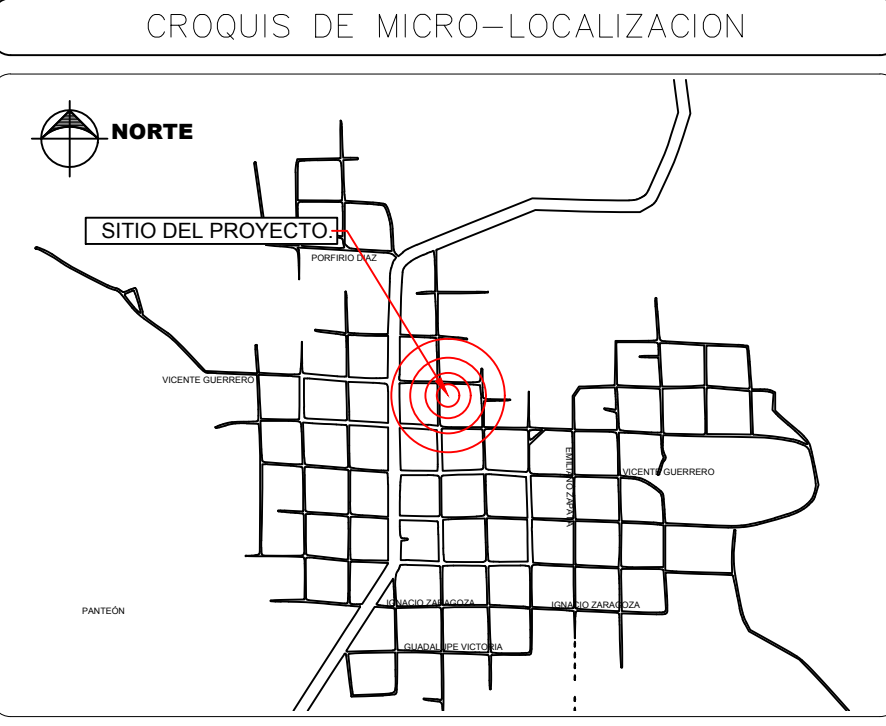 CROQUIS DE MICRO-LOCALIZACION
NORTE
SITIO DEL PROYECTO.
PORFIRIO DIAZ
VICENTE GUERRERO
EMILIANO ZAPATA
VICENTE GUERRERO
PANTEÓN
IGNACIO ZARAGOZA
IGNACIO ZARAGOZA
GUADALUPE VICTORIA